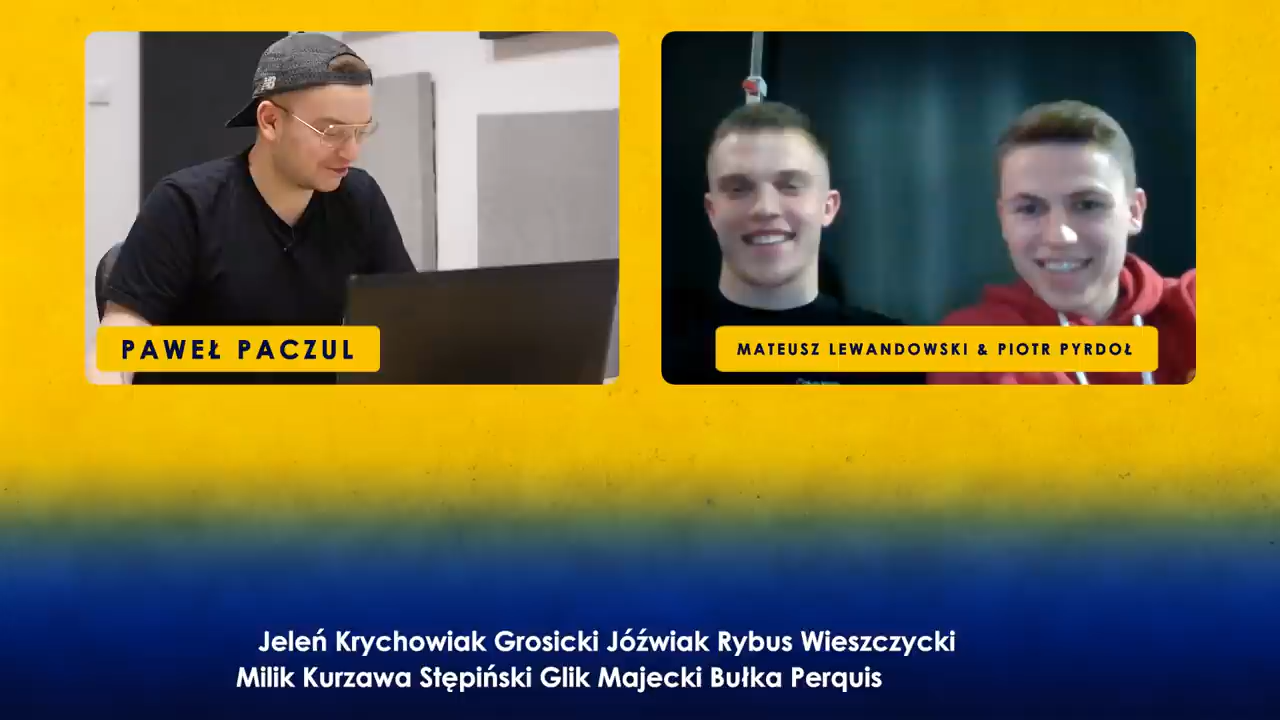 PAWEŁ PACZUL
MATEUSZ LEWANDOWSKI & PIOTR PYRDOŁ
Jeleń Krychowiak Grosicki Jóźwiak Rybus Wieszczycki
Milik Kurzawa Stępiński Glik Majecki Bułka Perquis